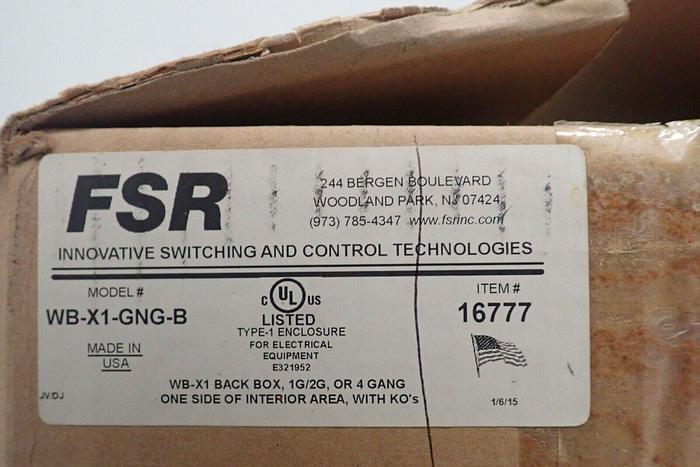 FSR
244 BERGEN BOULEVARD
WOODLAND PARK, NJ 07424
(973) 785-4347 www.fsrinc.com
INNOVATIVE SWITCHING AND CONTROL TECHNOLOGIES
MODEL #
WB-X1-GNG-B
MADE IN
USA
C UL US
LISTED
TYPE-1 ENCLOSURE
FOR ELECTRICAL
EQUIPMENT
E321952
ITEM #
16777
WB-X1 BACK BOX, 1G/2G, OR 4 GANG
ONE SIDE OF INTERIOR AREA, WITH KO's
JV/DJ
1/6/15